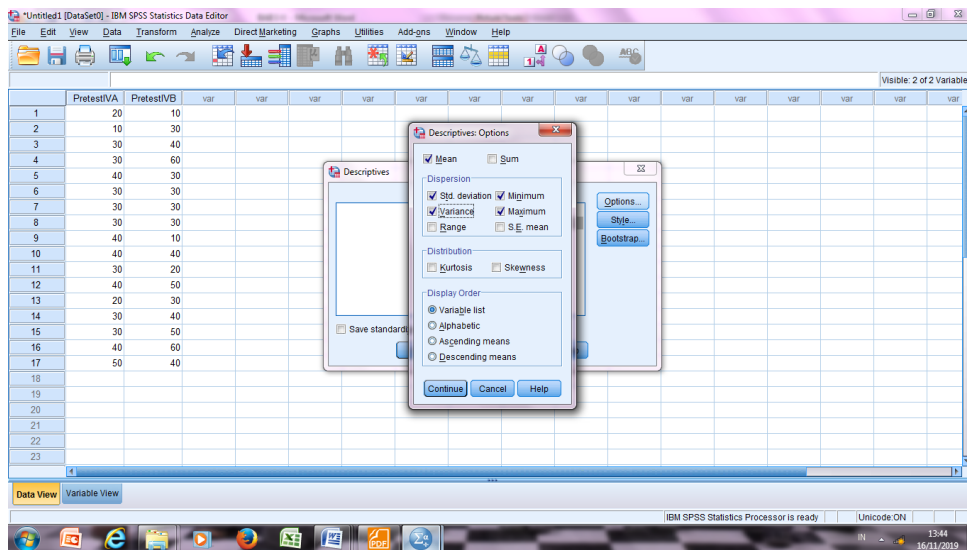 *Untitled1 [DataSet0] - IBM SPSS Statistics Data Editor
File Edit View Data Transform Analyze Direct Marketing Graphs Utilities Add-ons Window Help
Visible: 2 of 2 Variable
PretestIVA PretestIVB var var var var var var var var var var var var var var var
1 20 10
2 10 30
3 30 40
4 30 60
5 40 30
6 30 30
7 30 30
8 30 30
9 40 10
10 40 40
11 30 20
12 40 50
13 20 30
14 30 40
15 30 50
16 40 60
17 50 40
18
19
20
21
22
23
Descriptives
Options...
Style...
Bootstrap...
Save standardi
Descriptives: Options
Mean Sum
Dispersion
Std. deviation Minimum
Variance Maximum
Range S.E. mean
Distribution
Kurtosis Skewness
Display Order
Variable list
Alphabetic
Ascending means
Descending means
Continue Cancel Help
Data View Variable View
IBM SPSS Statistics Processor is ready Unicode:ON
PDF
IN 13:44
16/11/2019